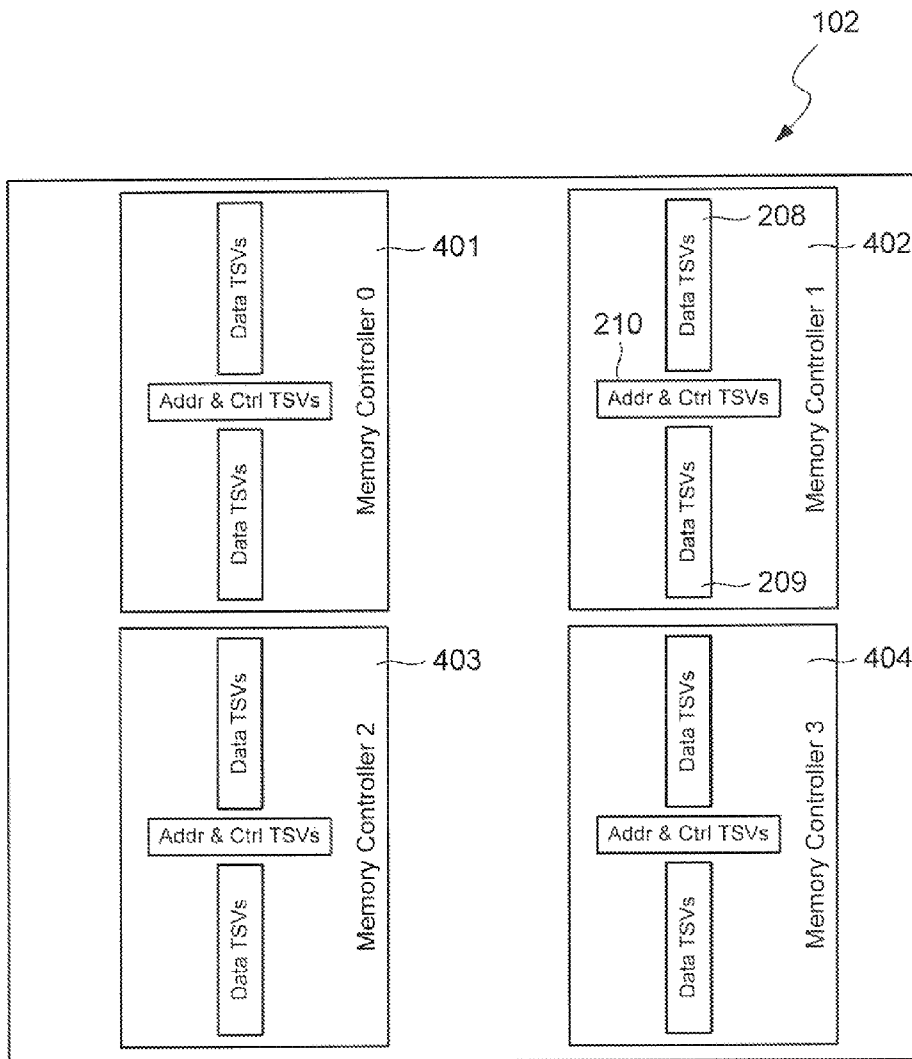 102
Data TSVs
Addr & Ctrl TSVs
Data TSVs
Memory Controller 0
401
Data TSVs
208
210
Addr & Ctrl TSVs
Data TSVs
209
Memory Controller 1
402
Data TSVs
Addr & Ctrl TSVs
Data TSVs
Memory Controller 2
403
Data TSVs
Addr & Ctrl TSVs
Data TSVs
Memory Controller 3
404